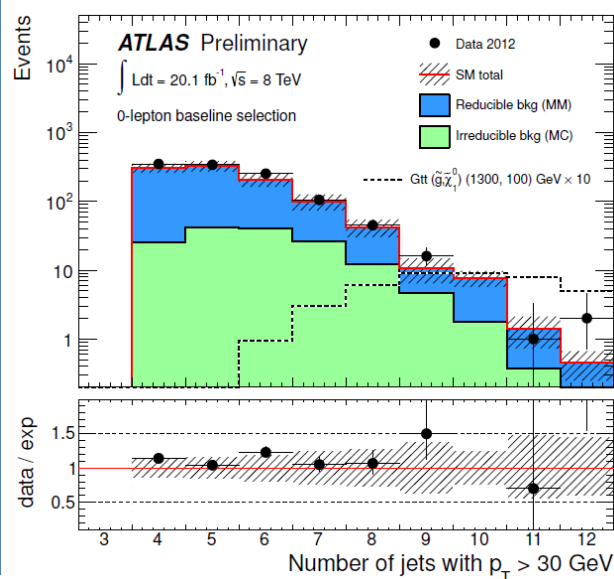 Events
ATLAS Preliminary
∫ Ldt = 20.1 fb⁻¹, √s = 8 TeV
0-lepton baseline selection
Data 2012
SM total
Reducible bkg (MM)
Irreducible bkg (MC)
Gtt (g̃,χ̃₁⁰) (1300, 100) GeV × 10
10⁴
10³
10²
10
1
data / exp
1.5
1
0.5
3 4 5 6 7 8 9 10 11 12
Number of jets with p_T > 30 GeV